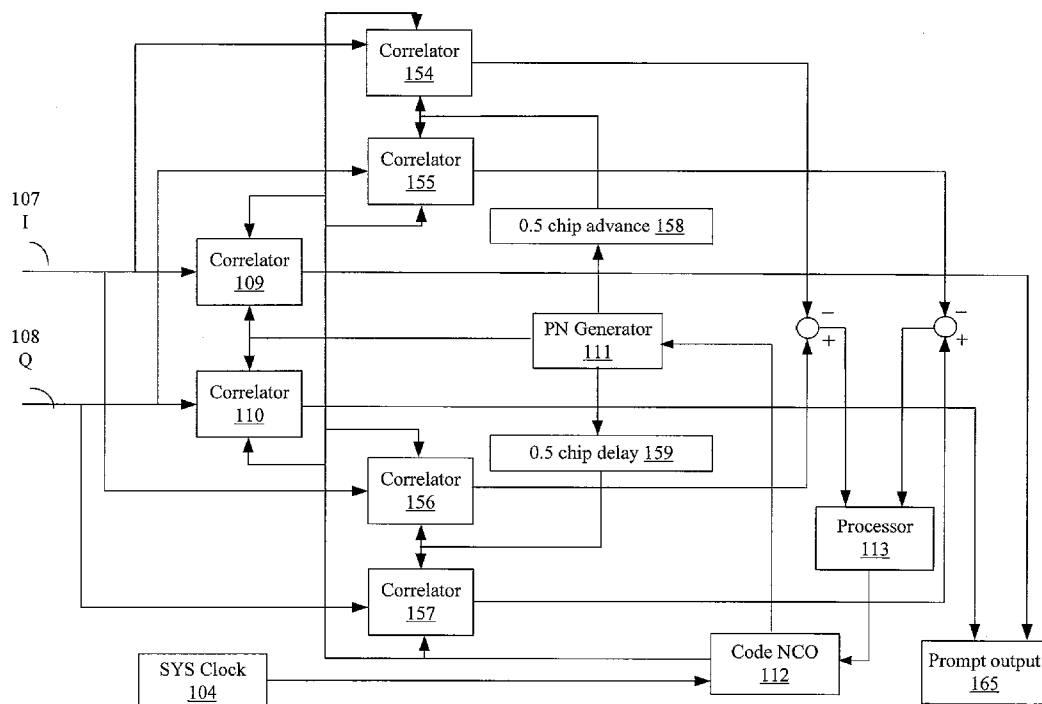 Correlator
154
Correlator
155
107
I
0.5 chip advance 158
Correlator
109
−
+
−
+
108
Q
PN Generator
111
Correlator
110
0.5 chip delay 159
Correlator
156
Processor
113
Correlator
157
SYS Clock
104
Code NCO
112
Prompt output
165